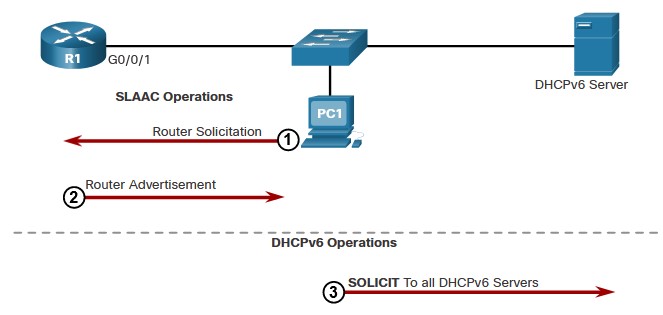 R1
G0/0/1
DHCPv6 Server
SLAAC Operations
PC1
Router Solicitation
1
2
Router Advertisement
DHCPv6 Operations
3
SOLICIT To all DHCPv6 Servers